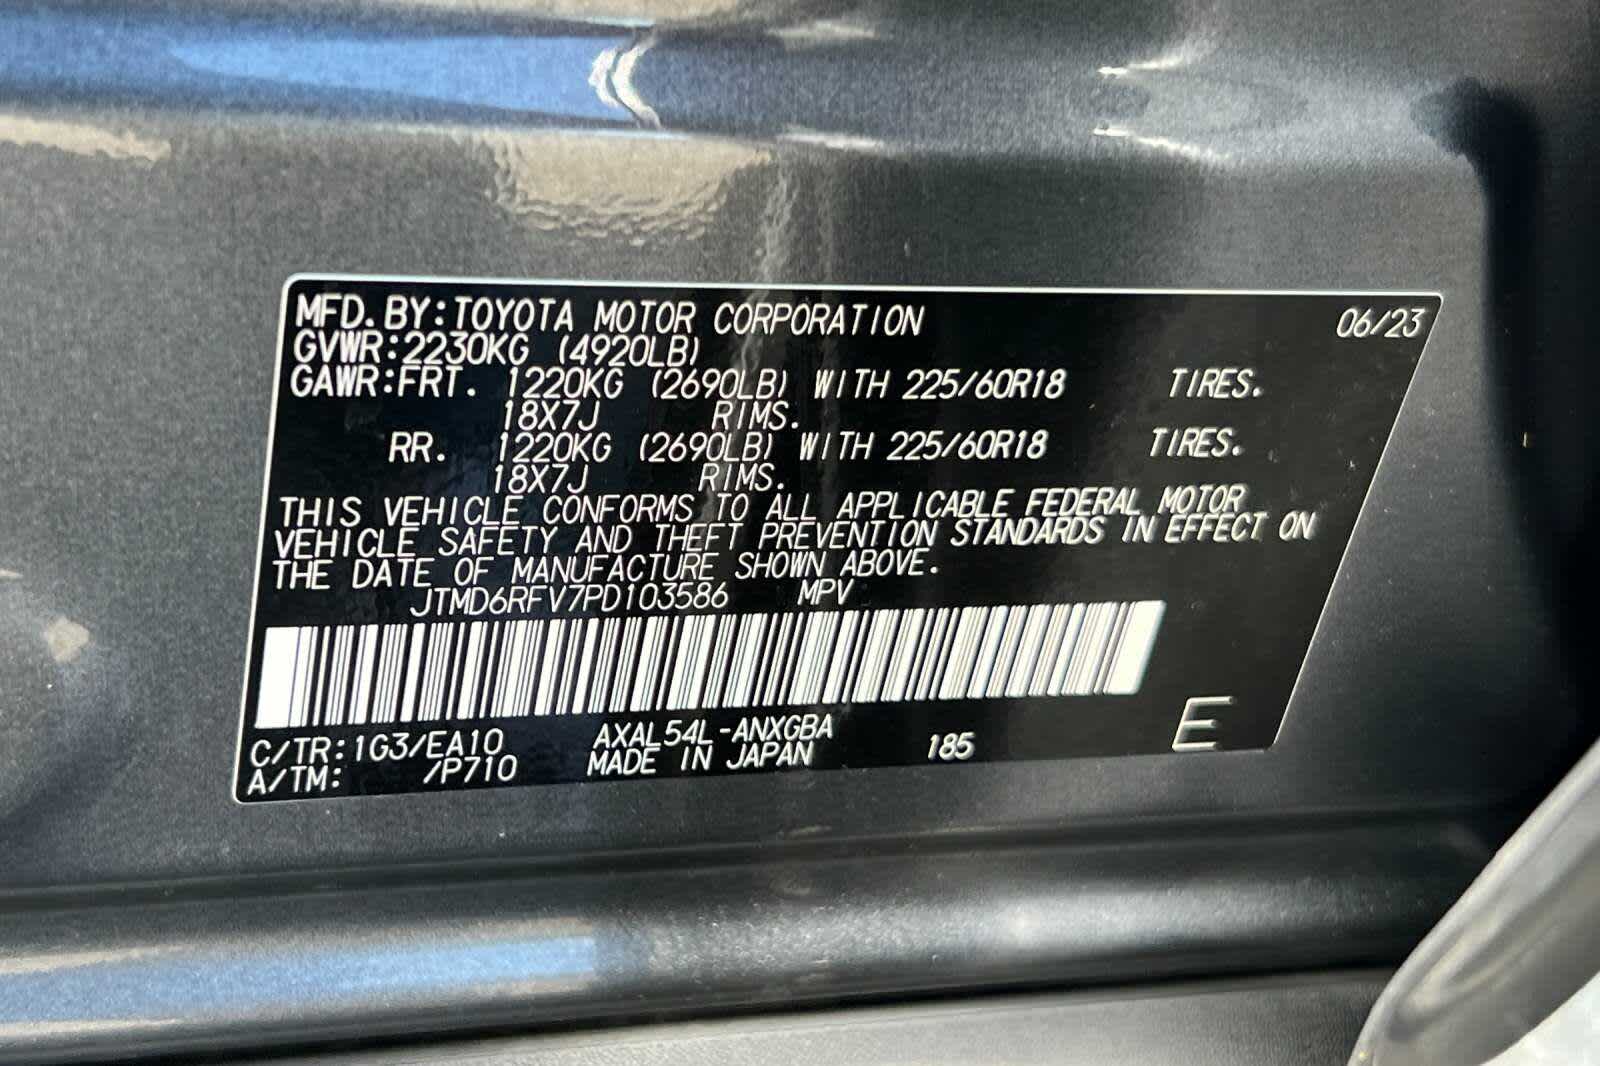 MFD. BY: TOYOTA MOTOR CORPORATION 06/23
GVWR: 2230KG (4920LB)
GAWR: FRT. 1220KG (2690LB) WITH 225/60R18 TIRES.
18X7J RIMS.
RR. 1220KG (2690LB) WITH 225/60R18 TIRES.
18X7J RIMS.
THIS VEHICLE CONFORMS TO ALL APPLICABLE FEDERAL MOTOR
VEHICLE SAFETY AND THEFT PREVENTION STANDARDS IN EFFECT ON
THE DATE OF MANUFACTURE SHOWN ABOVE.
JTMD6RFV7PD103586 MPV
C/TR: 1G3/EA10 AXAL54L-ANXGBA 185 E
A/TM: /P710 MADE IN JAPAN